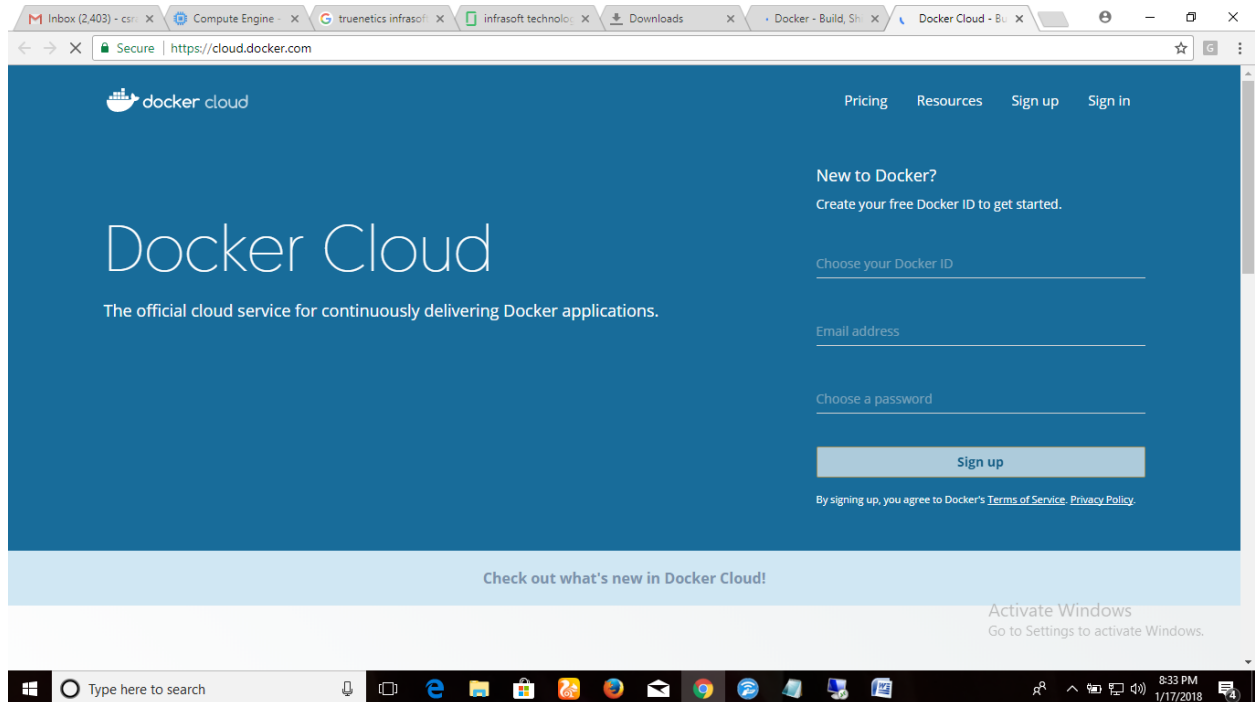 Inbox (2,403) - csr
Compute Engine -
truenetics infrasof
infrasoft technolog
Downloads
Docker - Build, Sh
Docker Cloud - Bu
Secure | https://cloud.docker.com
docker cloud
Pricing Resources Sign up Sign in
New to Docker?
Create your free Docker ID to get started.
Docker Cloud
The official cloud service for continuously delivering Docker applications.
Choose your Docker ID
Email address
Choose a password
Sign up
By signing up, you agree to Docker's Terms of Service. Privacy Policy.
Check out what's new in Docker Cloud!
Activate Windows
Go to Settings to activate Windows.
Type here to search
8:33 PM
1/17/2018
4